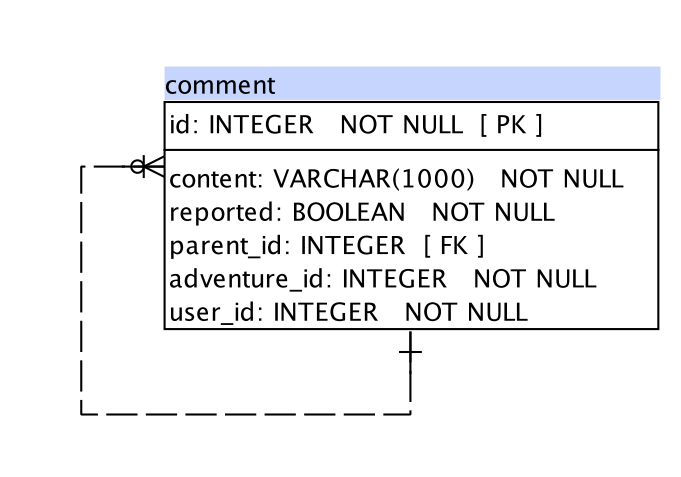 comment
id: INTEGER   NOT NULL  [ PK ]
content: VARCHAR(1000)   NOT NULL
reported: BOOLEAN   NOT NULL
parent_id: INTEGER  [ FK ]
adventure_id: INTEGER   NOT NULL
user_id: INTEGER   NOT NULL